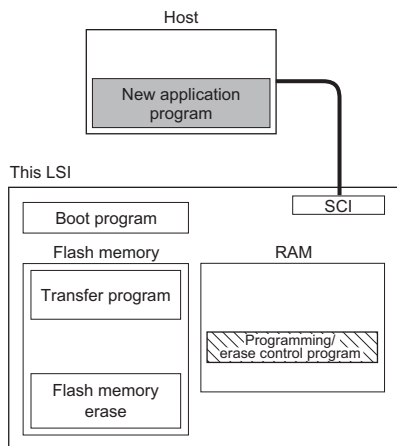 Host
New application
program
This LSI
SCI
Boot program
Flash memory
RAM
Transfer program
Programming/
erase control program
Flash memory
erase